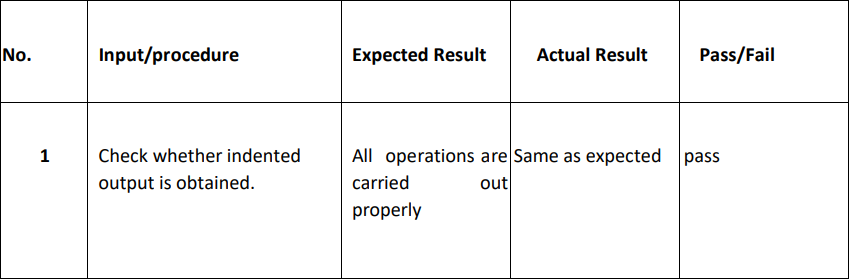 No. Input/procedure Expected Result Actual Result Pass/Fail
1 Check whether indented All operations are Same as expected pass
output is obtained. carried out
properly